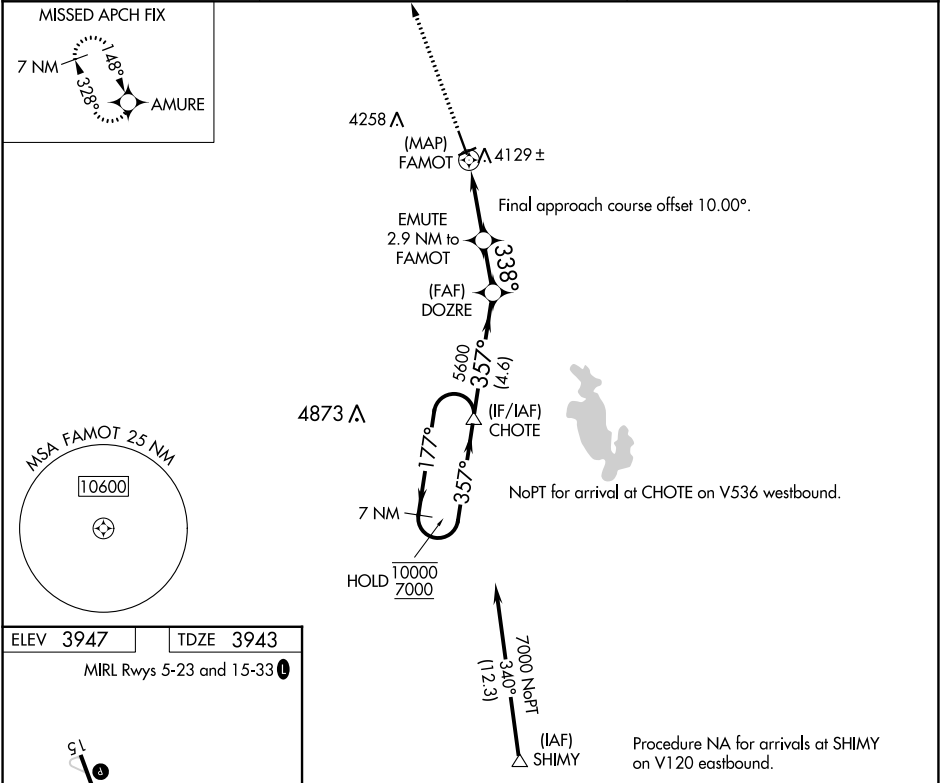 MISSED APCH FIX
7 NM
148°
328°
AMURE
4258
(MAP)
FAMOT
4129 ±
Final approach course offset 10.00°.
EMUTE
2.9 NM to
FAMOT
338°
(FAF)
DOZRE
5600
357°
(4.6)
4873
(IF/IAF)
CHOTE
177°
357°
MSA FAMOT 25 NM
10600
NoPT for arrival at CHOTE on V536 westbound.
7 NM
HOLD
10000
7000
7000 NoPT
340°
(12.3)
(IAF)
SHIMY
Procedure NA for arrivals at SHIMY
on V120 eastbound.
ELEV 3947
TDZE 3943
MIRL Rwys 5-23 and 15-33 L
15
P